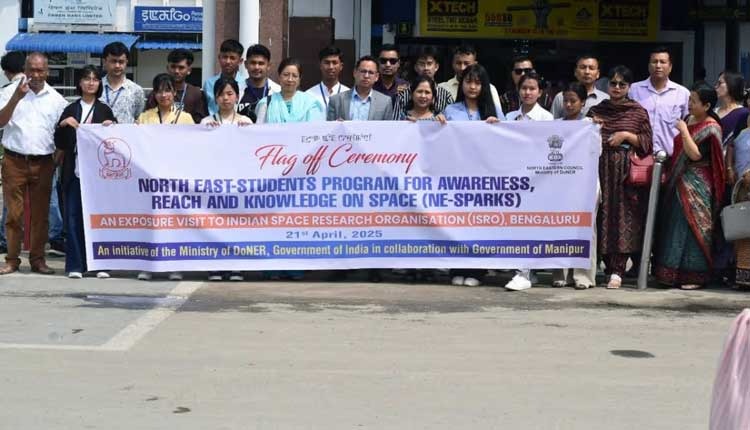 XTECH
55050
XTECH
Flag off Ceremony
NORTH EASTERN COUNCIL
Ministry of DoNER
NORTH EAST-STUDENTS PROGRAM FOR AWARENESS,
REACH AND KNOWLEDGE ON SPACE (NE-SPARKS)
AN EXPOSURE VISIT TO INDIAN SPACE RESEARCH ORGANISATION (ISRO), BENGALURU
21st April, 2025
An initiative of the Ministry of DoNER, Government of India in collaboration with Government of Manipur